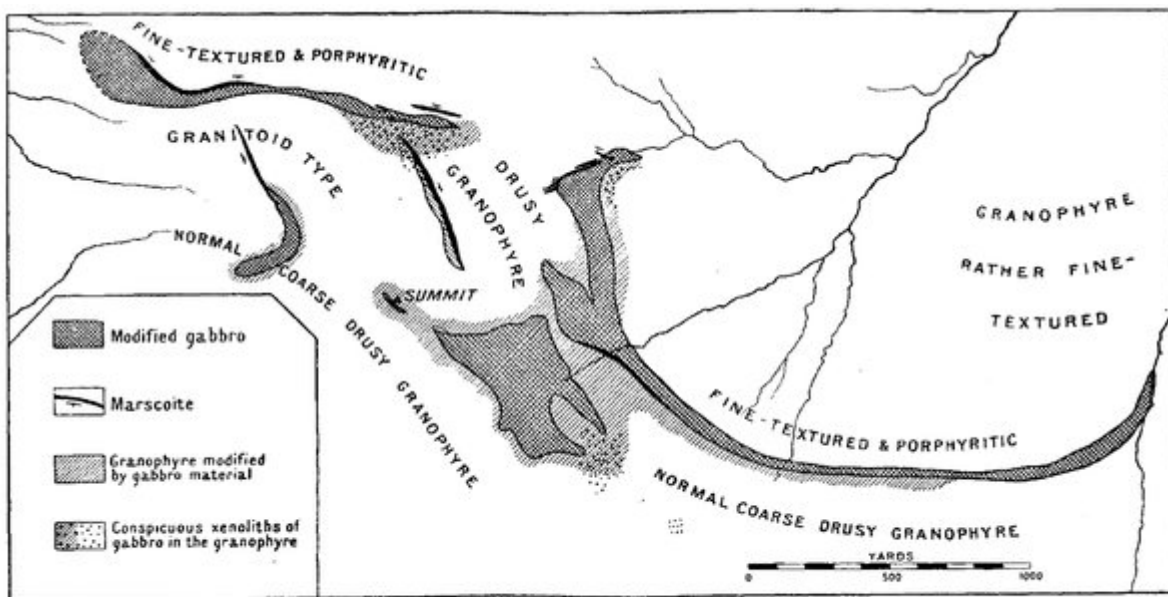 FINE-TEXTURED & PORPHYRITIC
GRANITOID TYPE
DRUSY
GRANOPHYRE
NORMAL COARSE DRUSY GRANOPHYRE
SUMMIT
GRANOPHYRE
RATHER FINE-
TEXTURED
FINE-TEXTURED & PORPHYRITIC
NORMAL COARSE DRUSY GRANOPHYRE
Modified gabbro
Marscoite
Granophyre modified
by gabbro material
Conspicuous xenoliths of
gabbro in the granophyre
YARDS
0 500 1000